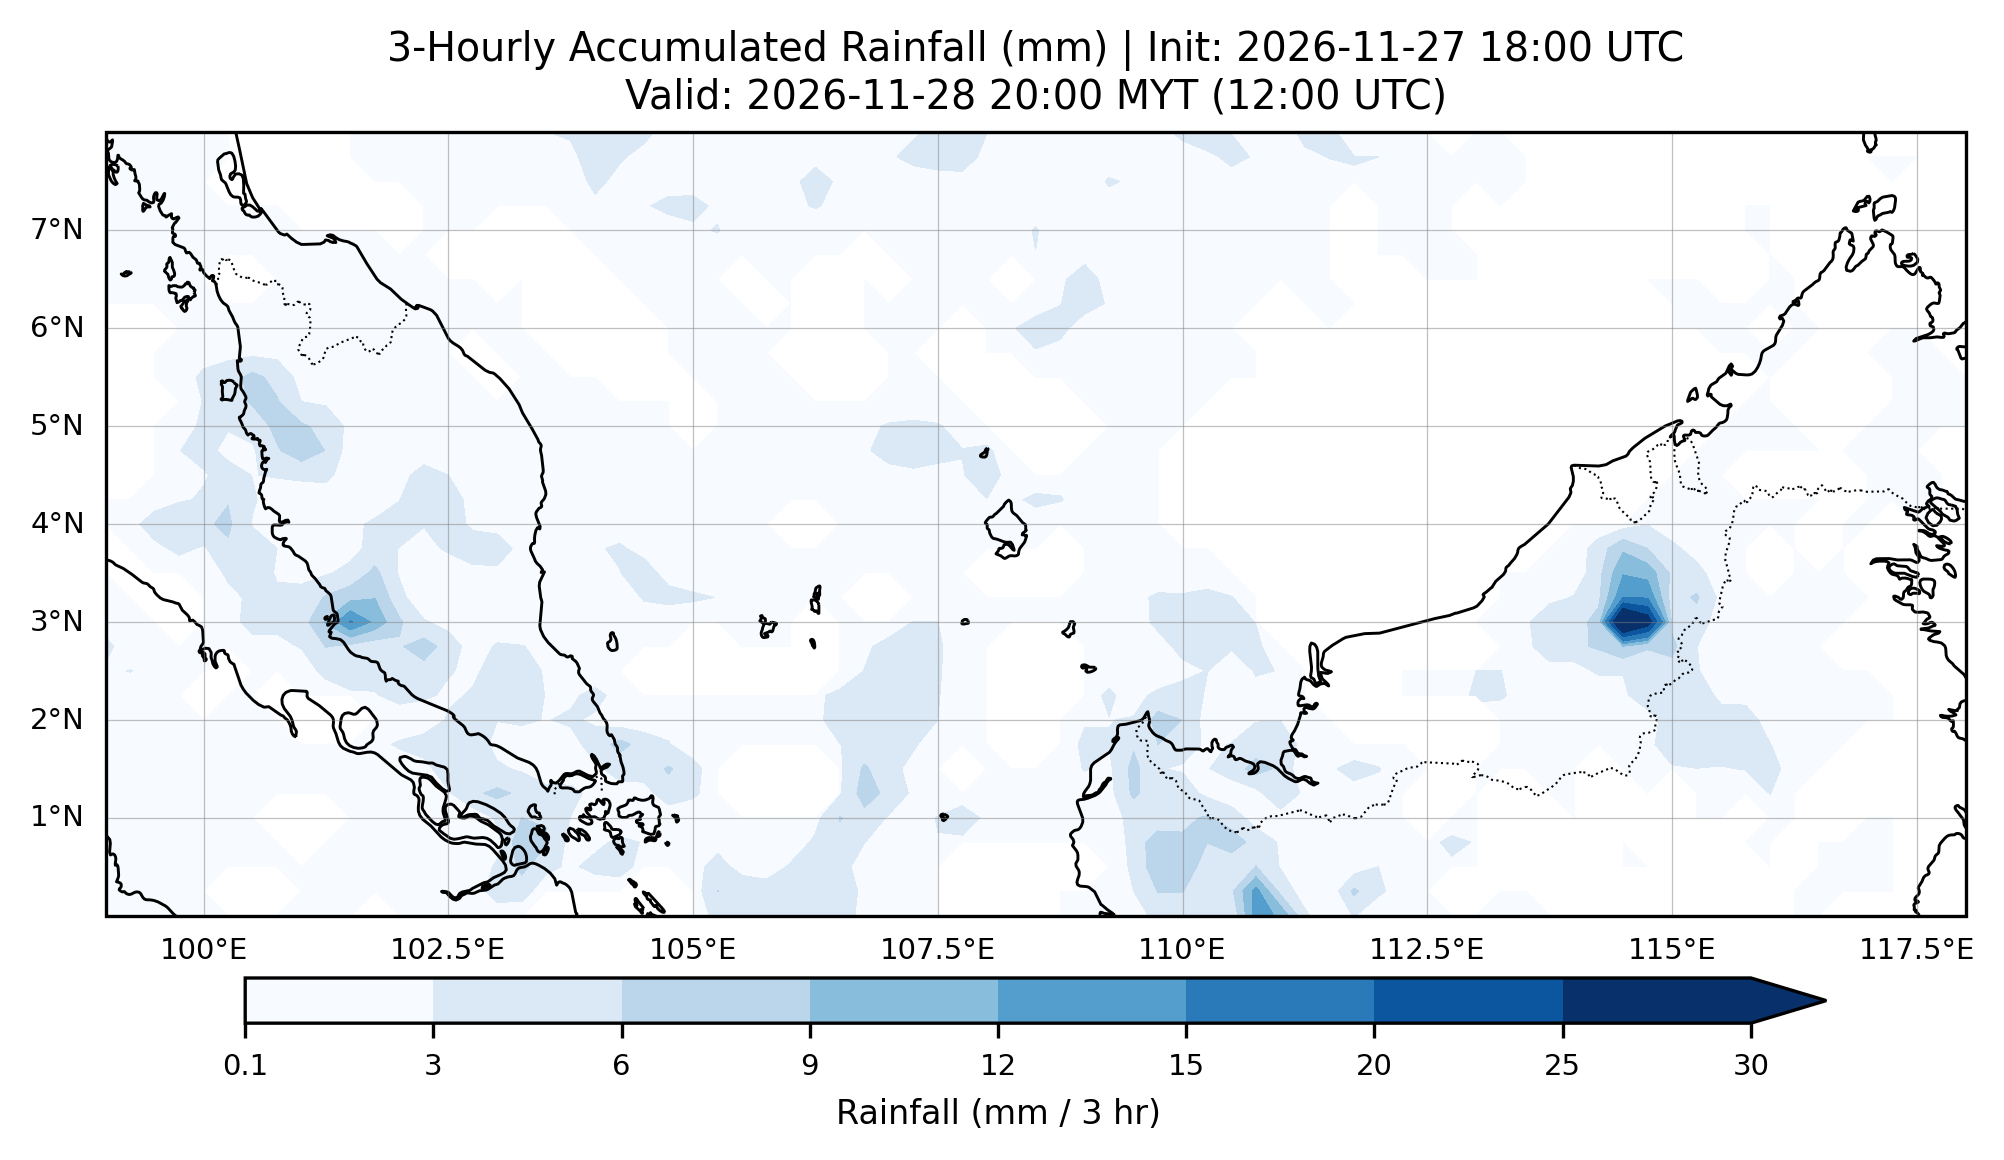 3-Hourly Accumulated Rainfall (mm) | Init: 2026-11-27 18:00 UTC
Valid: 2026-11-28 20:00 MYT (12:00 UTC)
7°N
6°N
5°N
4°N
3°N
2°N
1°N
100°E 102.5°E 105°E 107.5°E 110°E 112.5°E 115°E 117.5°E
0.1 3 6 9 12 15 20 25 30
Rainfall (mm / 3 hr)